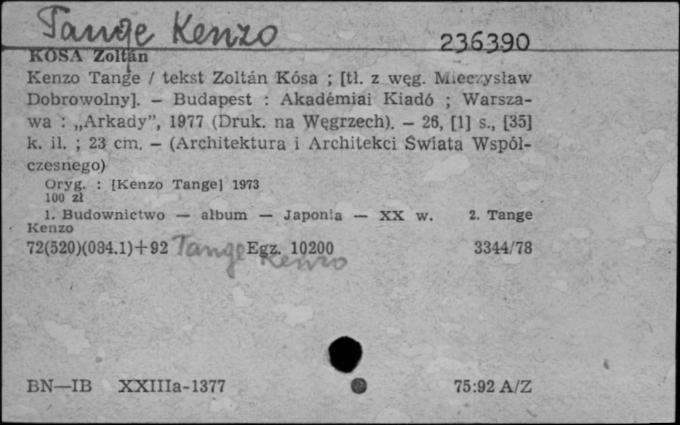 Tange Kenzo
236390
KÓSA Zoltán
Kenzo Tange / tekst Zoltán Kósa ; [tł. z węg. Mieczysław
Dobrowolny]. — Budapest : Akadémiai Kiadó ; Warsza-
wa : „Arkady”, 1977 (Druk. na Węgrzech). — 26, [1] s., [35]
k. il. ; 23 cm. — (Architektura i Architekci Świata Współ-
czesnego)
Oryg. : [Kenzo Tange] 1973
100 zł
1. Budownictwo — album — Japonia — XX w. 2. Tange
Kenzo
72(520)(084.1)+92 Tange Kenzo Egz. 10200 3344/78
BN—IB XXIIIa-1377 75:92 A/Z